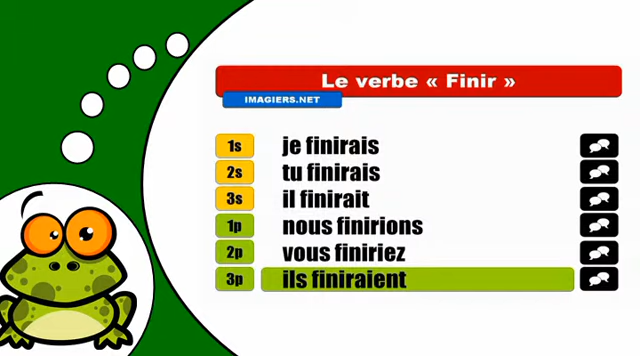 Le verbe « Finir »
IMAGIERS.NET
1s je finirais
2s tu finirais
3s il finirait
1p nous finirions
2p vous finiriez
3p ils finiraient